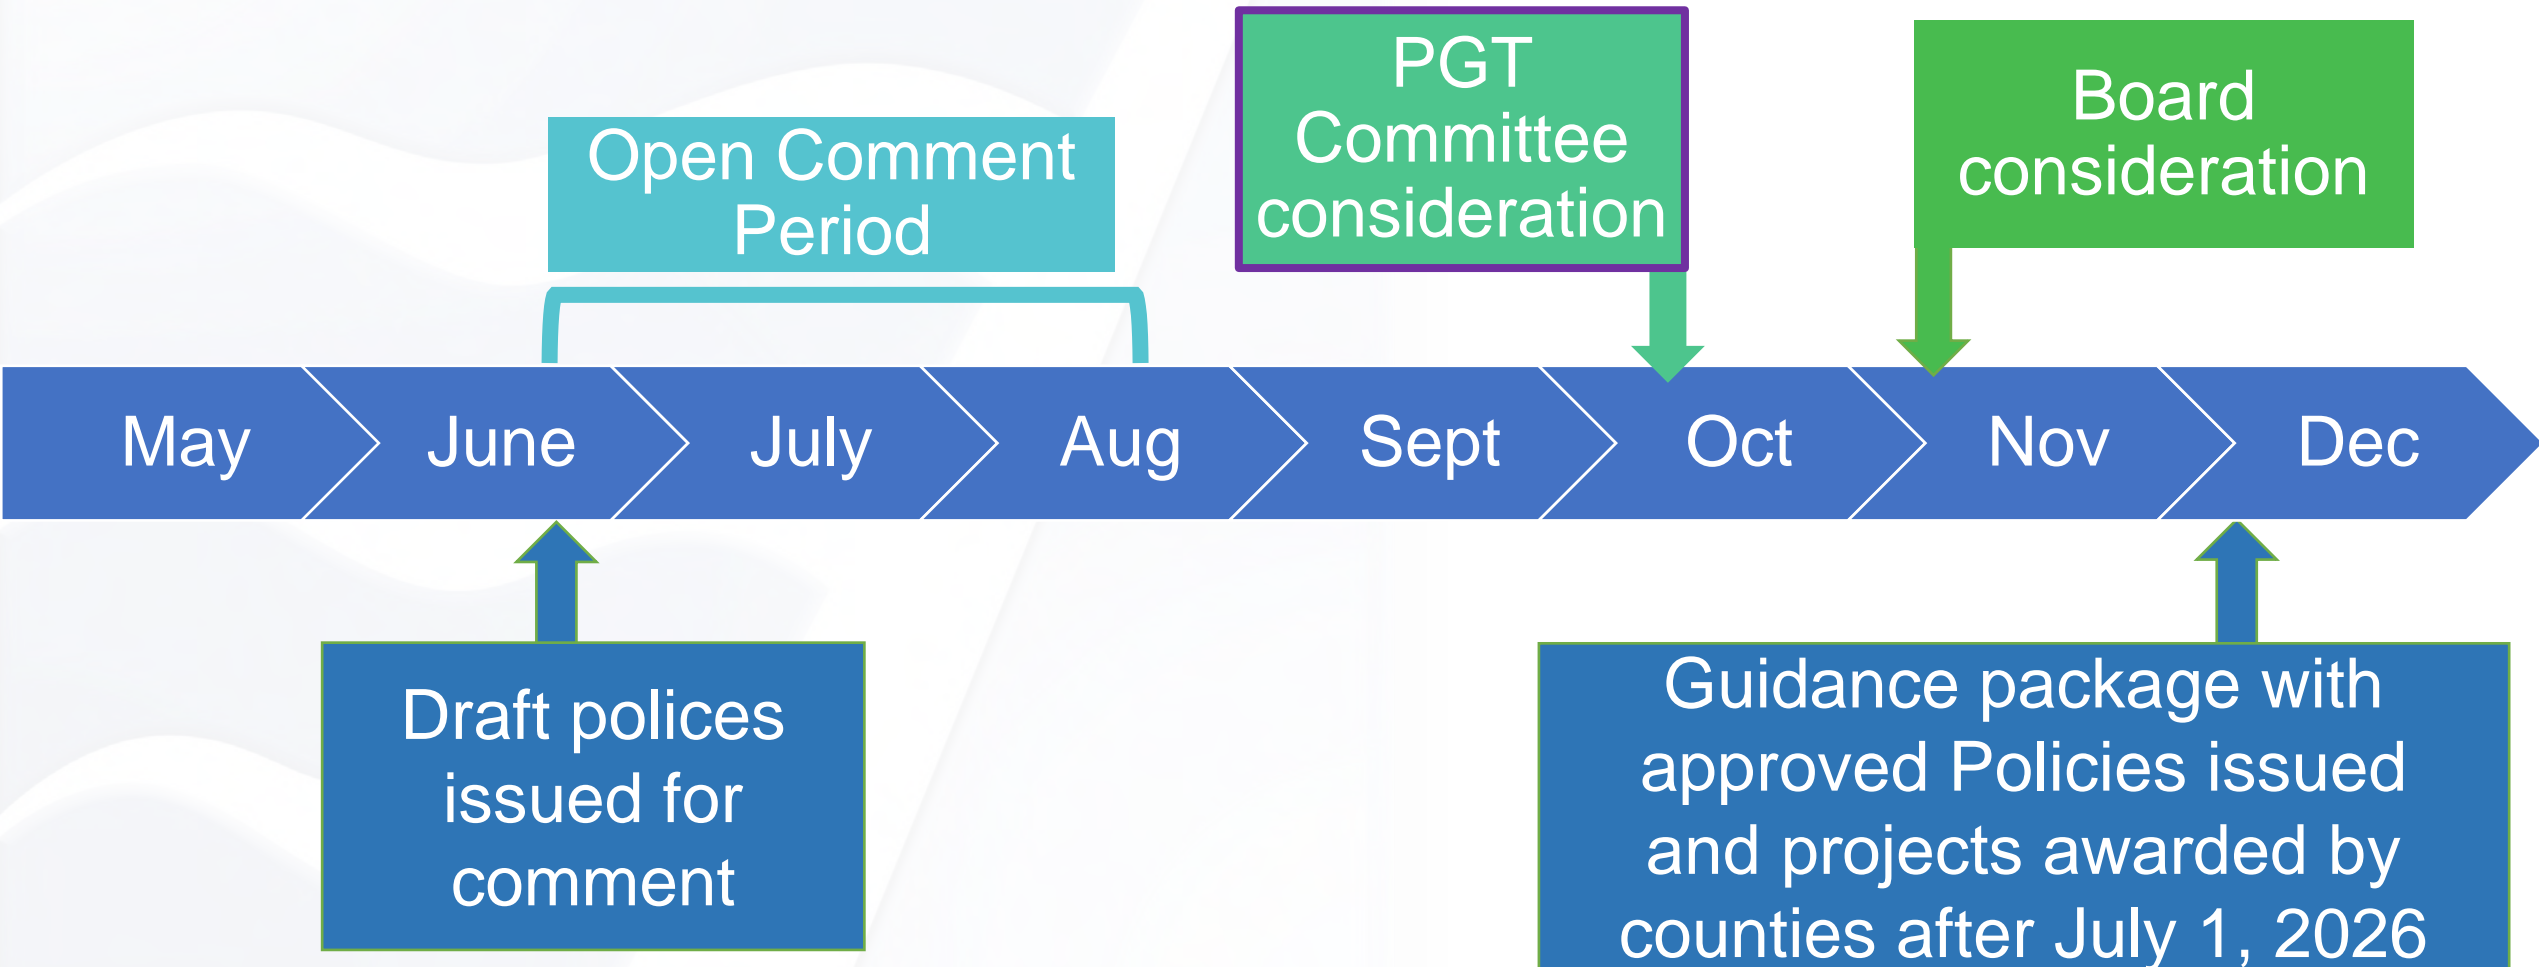 PGT
Committee
consideration
Board
consideration
Open Comment
Period
May
June
July
Aug
Sept
Oct
Nov
Dec
Draft polices
issued for
comment
Guidance package with
approved Policies issued
and projects awarded by
counties after July 1, 2026